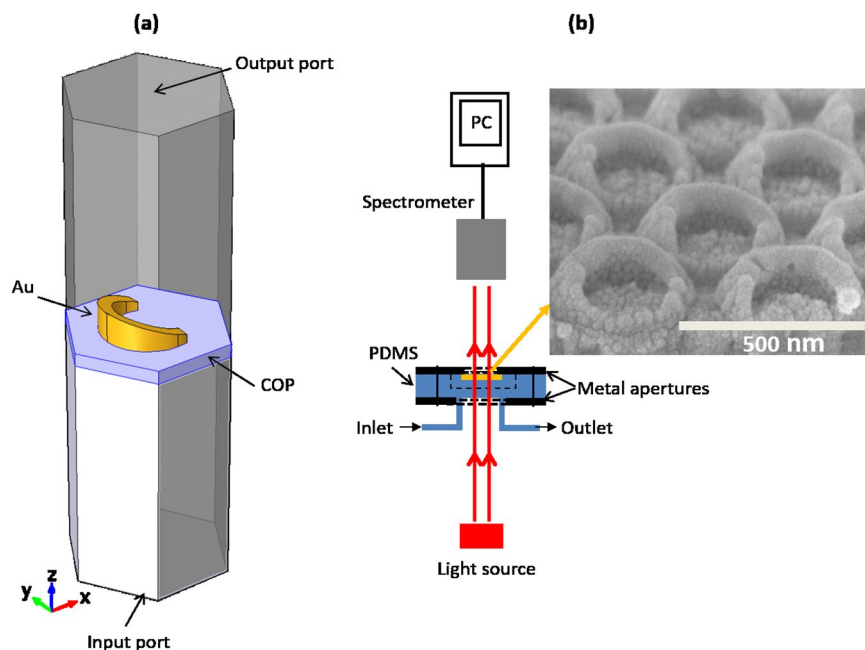 (a)
Output port
Au
COP
z
y
x
Input port
(b)
PC
Spectrometer
500 nm
PDMS
Metal apertures
Inlet
Outlet
Light source